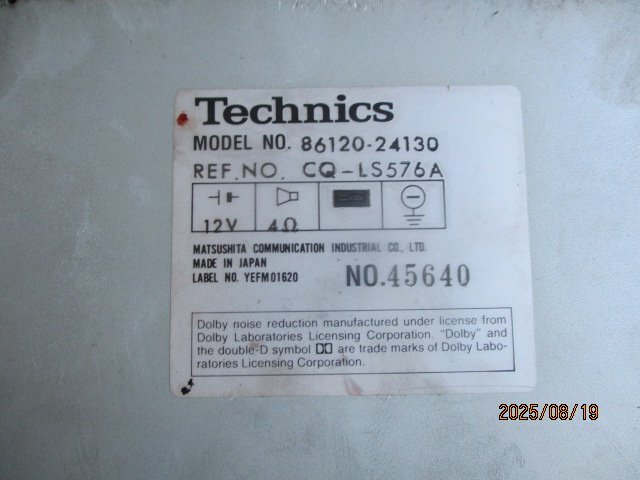 Technics
MODEL NO. 86120-24130
REF.NO. CQ-LS576A
12V 4Ω
MATSUSHITA COMMUNICATION INDUSTRIAL CO., LTD.
MADE IN JAPAN
LABEL NO. YEFM01620
NO.45640
Dolby noise reduction manufactured under license from
Dolby Laboratories Licensing Corporation. "Dolby" and
the double-D symbol are trade marks of Dolby Labo-
ratories Licensing Corporation.
2025/08/19